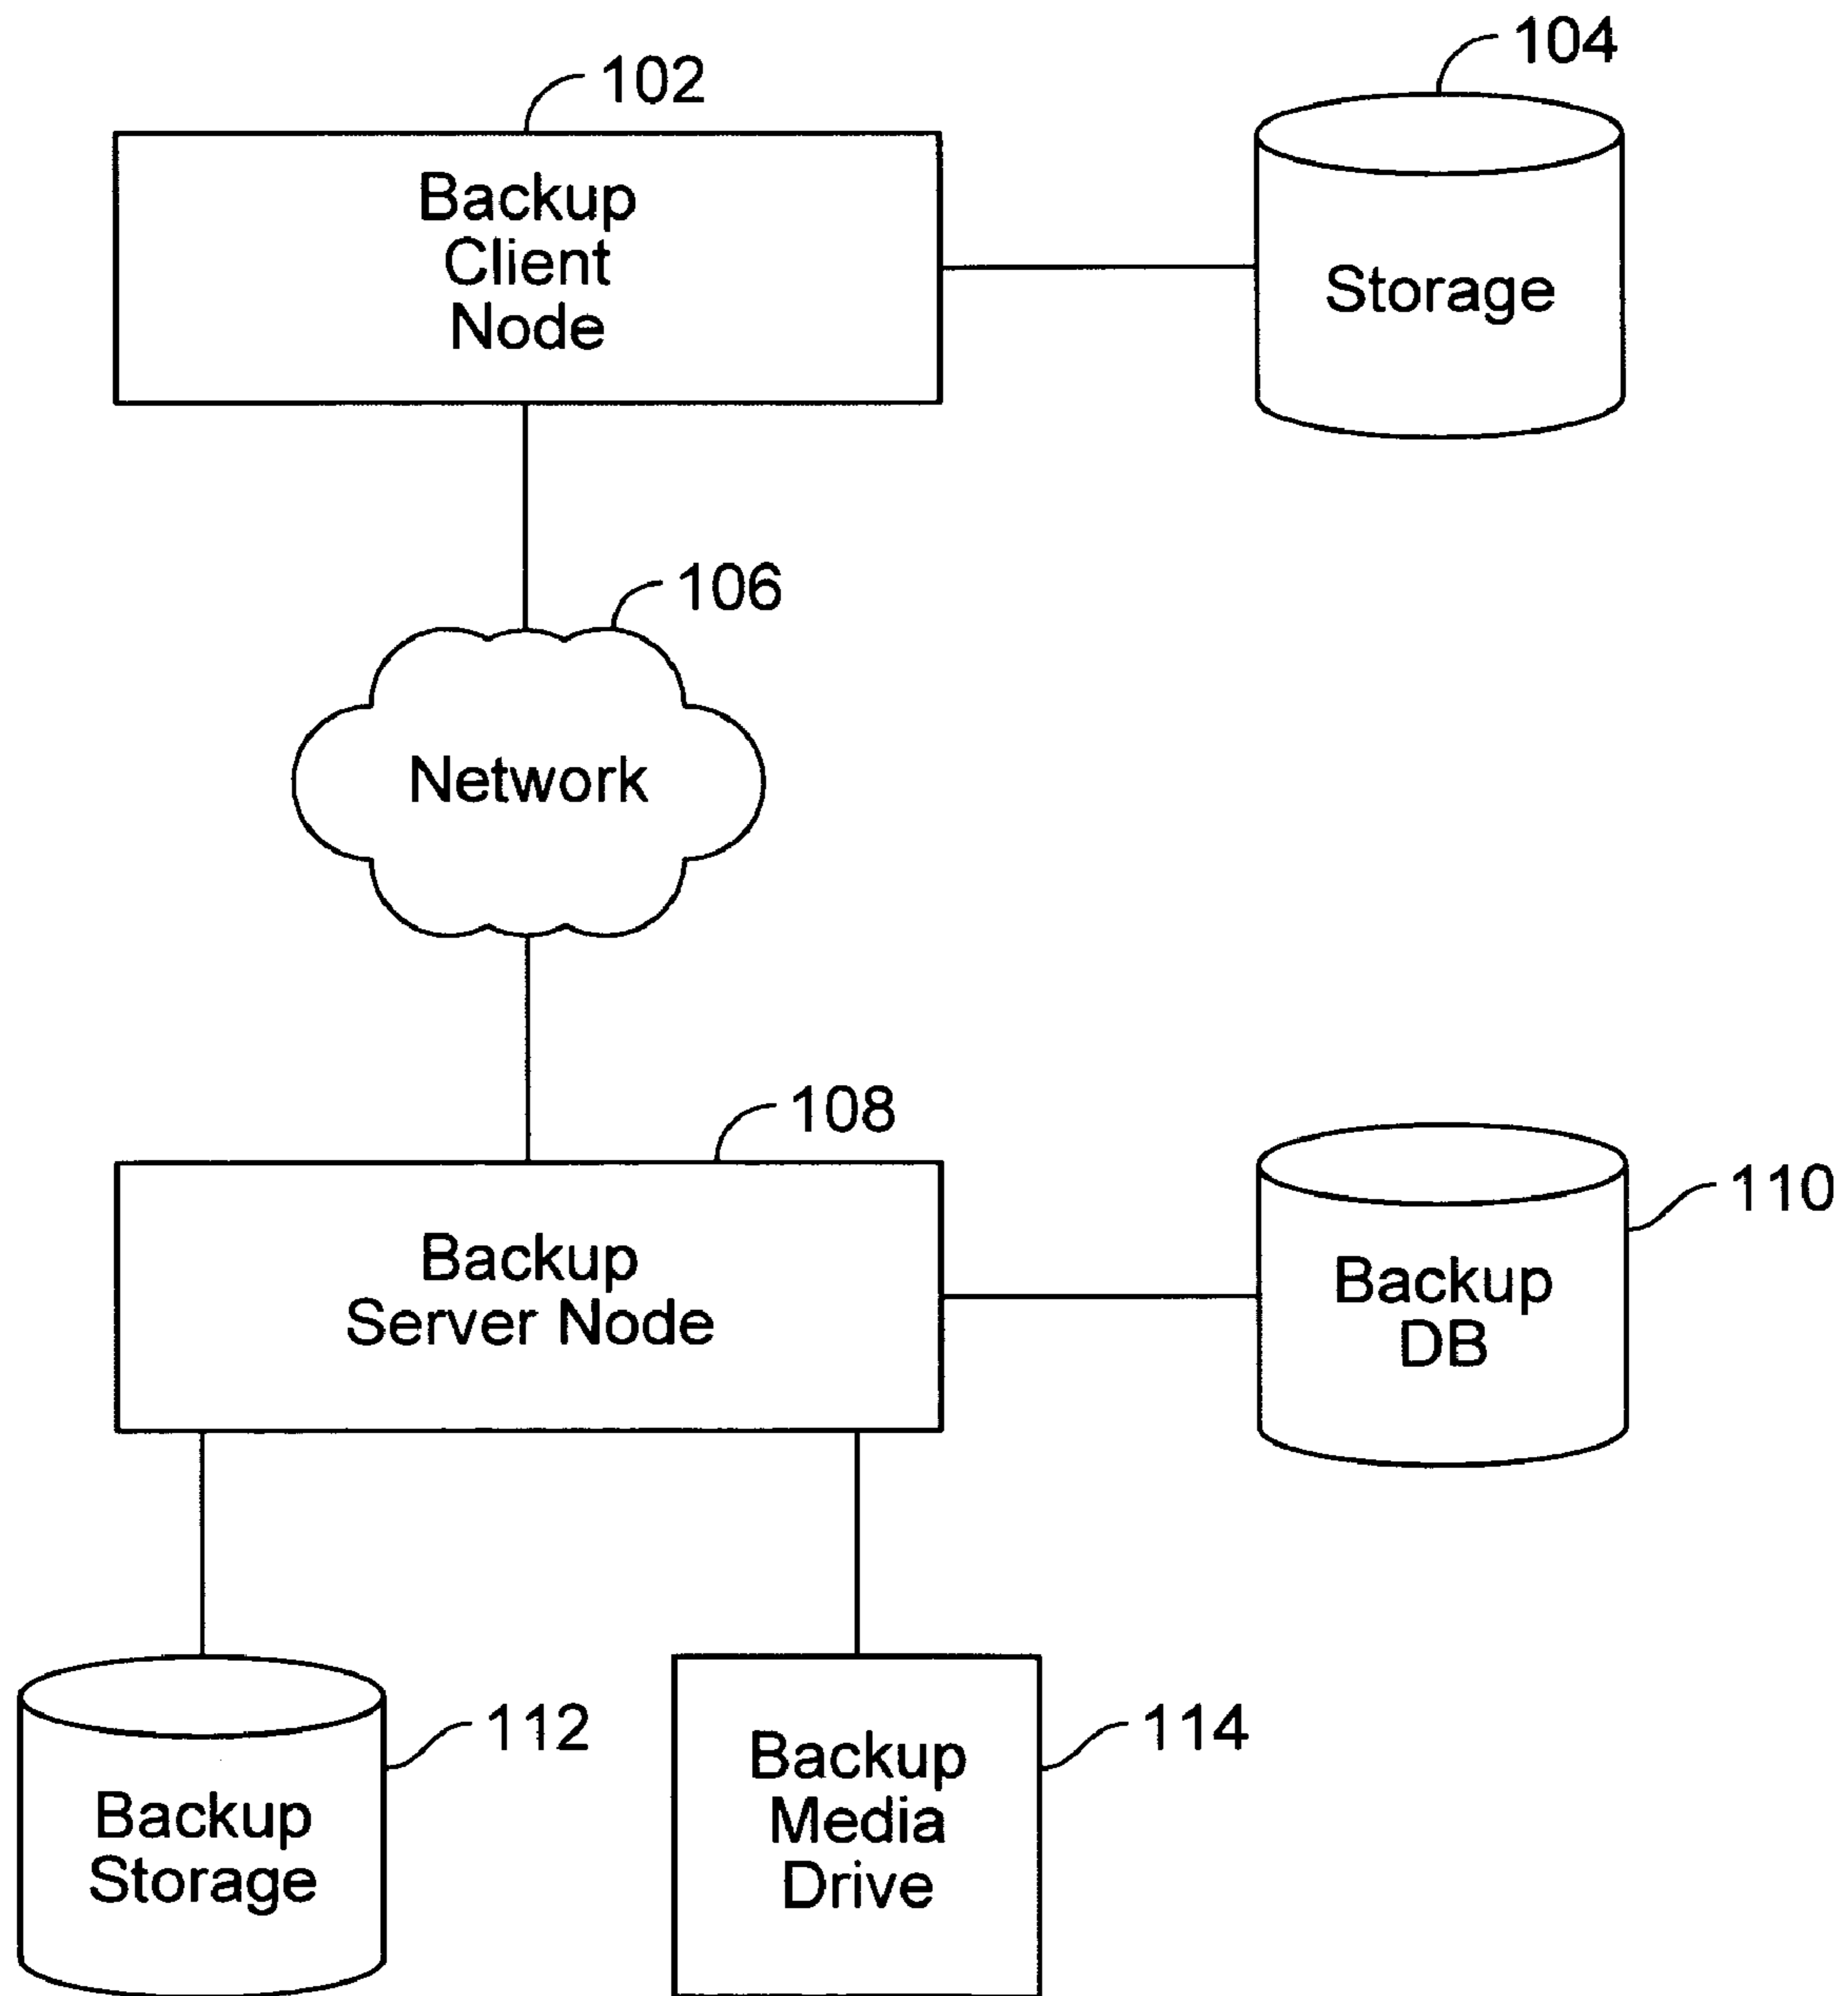 102
104
Backup
Client
Node
Storage
106
Network
108
110
Backup
Server Node
Backup
DB
112
114
Backup
Storage
Backup
Media
Drive